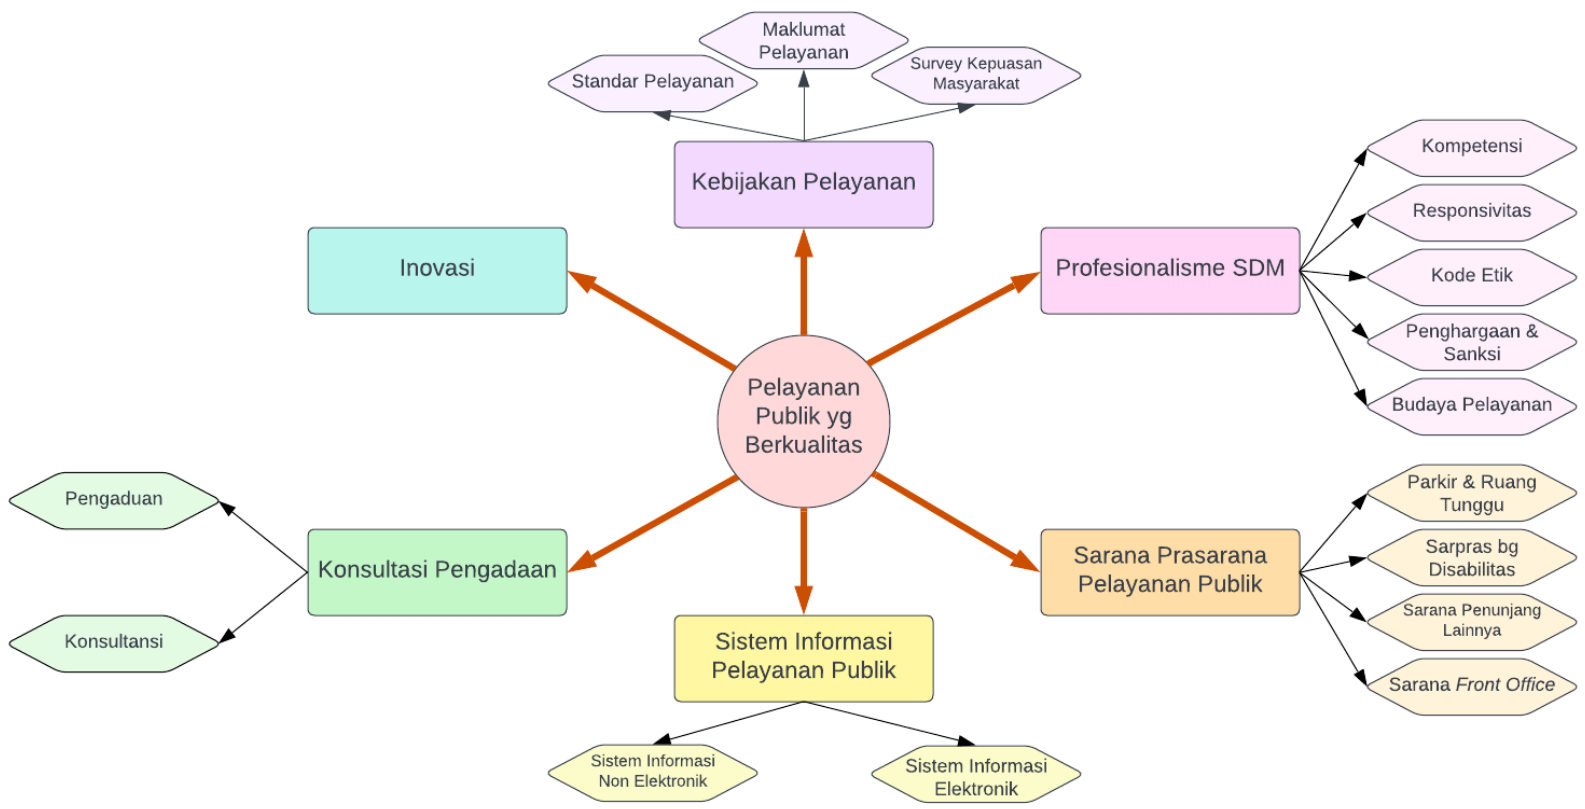 Maklumat
Pelayanan
Standar Pelayanan
Survey Kepuasan
Masyarakat
Kebijakan Pelayanan
Inovasi
Profesionalisme SDM
Kompetensi
Responsivitas
Kode Etik
Penghargaan &
Sanksi
Budaya Pelayanan
Pelayanan
Publik yg
Berkualitas
Pengaduan
Konsultasi Pengadaan
Konsultansi
Sistem Informasi
Pelayanan Publik
Sistem Informasi
Non Elektronik
Sistem Informasi
Elektronik
Sarana Prasarana
Pelayanan Publik
Parkir & Ruang
Tunggu
Sarpras bg
Disabilitas
Sarana Penunjang
Lainnya
Sarana Front Office